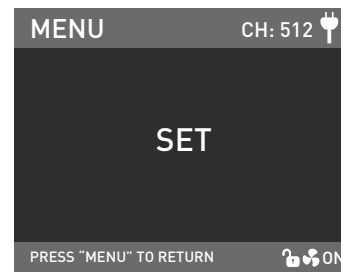 MENU
CH: 512
SET
PRESS "MENU" TO RETURN
ON